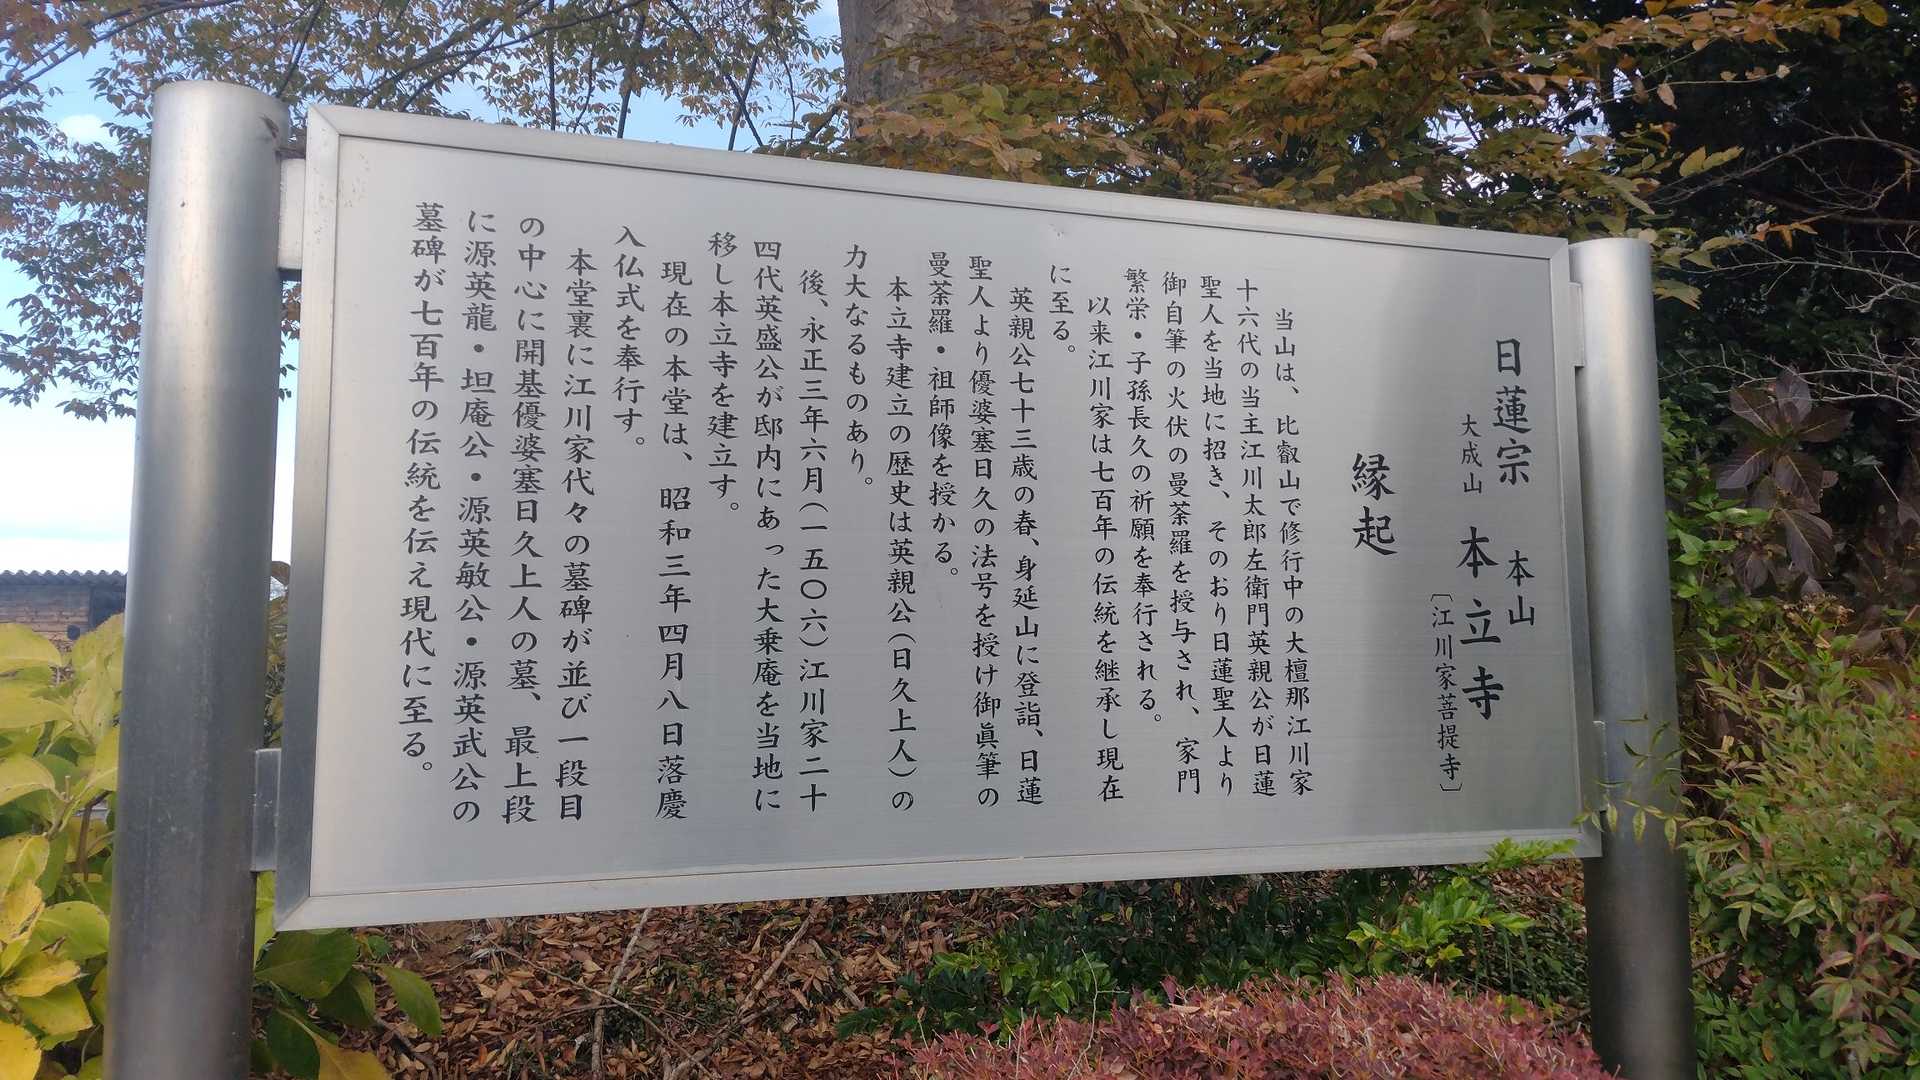 日蓮宗 本山
大成山 本立寺
〔江川家菩提寺〕
縁起
当山は、比叡山で修行中の大檀那江川家
十六代の当主江川太郎左衛門英親公が日蓮
聖人を当地に招き、そのおり日蓮聖人より
御自筆の火伏の曼荼羅を授与され、家門
繁栄・子孫長久の祈願を奉行される。
以来江川家は七百年の伝統を継承し現在
に至る。
英親公七十三歳の春、身延山に登詣、日蓮
聖人より優婆塞日久の法号を授け御眞筆の
曼荼羅・祖師像を授かる。
本立寺建立の歴史は英親公（日久上人）の
力大なるものあり。
後、永正三年六月（一五〇六）江川家二十
四代英盛公が邸内にあった大乗庵を当地に
移し本立寺を建立す。
現在の本堂は、昭和三年四月八日落慶
入仏式を奉行す。
本堂裏に江川家代々の墓碑が並び一段目
の中心に開基優婆塞日久上人の墓、最上段
に源英龍・坦庵公・源英敏公・源英武公の
墓碑が七百年の伝統を伝え現代に至る。